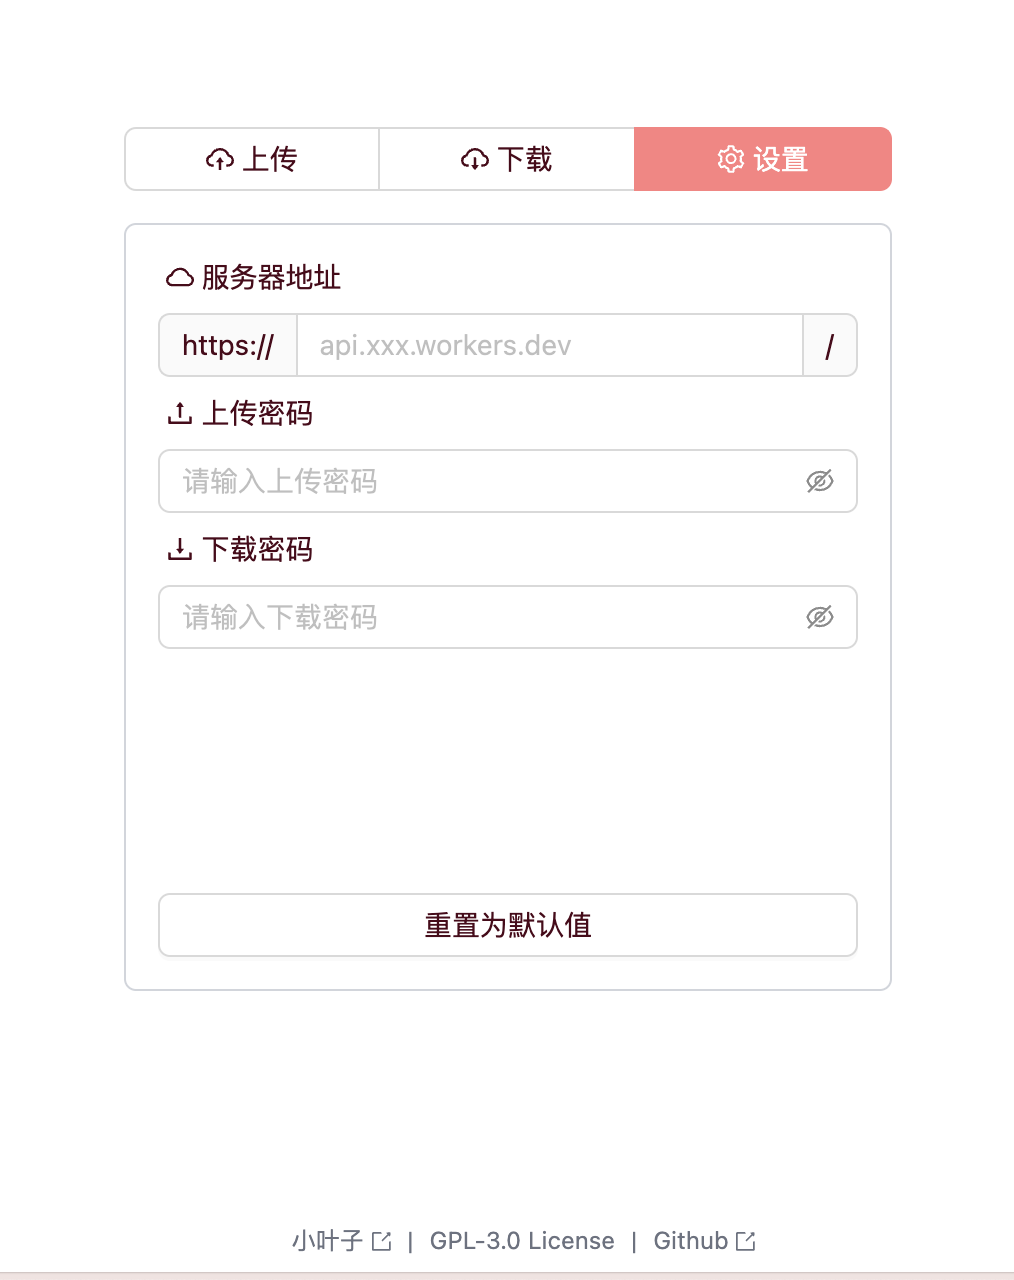 上传 下载 设置
服务器地址
https:// api.xxx.workers.dev /
上传密码
请输入上传密码
下载密码
请输入下载密码
重置为默认值
小叶子 | GPL-3.0 License | Github